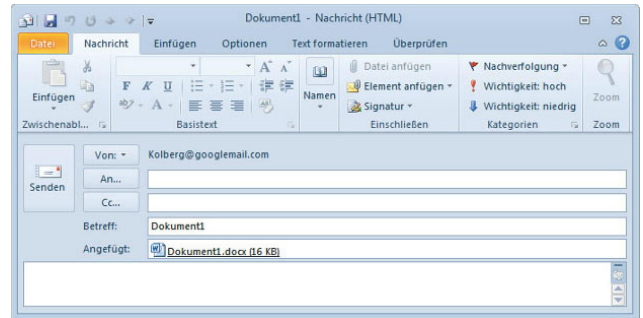 Dokument1 - Nachricht (HTML)
Datei Nachricht Einfügen Optionen Text formatieren Überprüfen
Einfügen
F K U
A
Namen
Datei anfügen
Element anfügen
Signatur
Nachverfolgung
Wichtigkeit: hoch
Wichtigkeit: niedrig
Zoom
Zwischenabl... Basistext Einschließen Kategorien Zoom
Senden
Von: Kolberg@googlemail.com
An...
Cc...
Betreff: Dokument1
Angefügt: Dokument1.docx (16 KB)